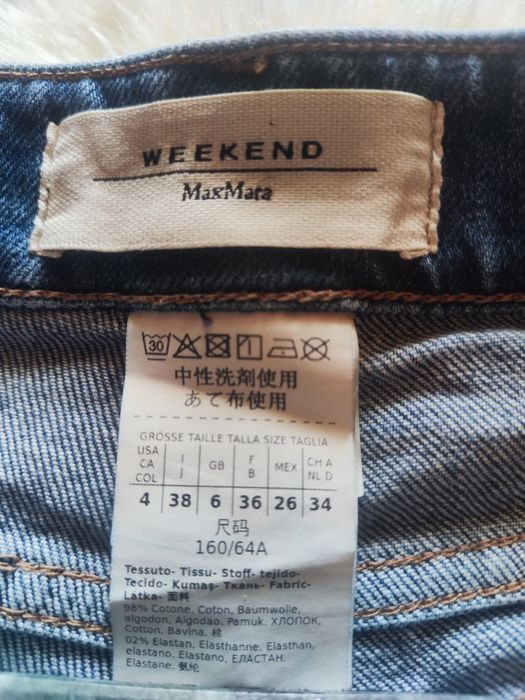 WEEKEND
MaxMara
30
中性洗剤使用
あて布使用
GRÖSSE TAILLE TALLA SIZE TAGLIA
USA CA COL I J GB F B MEX CH A NL D
4 38 6 36 26 34
尺码
160/64A
Tessuto- Tissu- Stoff- tejido-
Tecido- Kumaş- Ткань- Fabric-
Latka- 面料
98% Cotone, Coton, Baumwolle,
algodon, Algodao, Pamuk, ХЛОПОК,
Cotton, Bavlna, 棉
02% Elastan, Elasthanne, Elasthan,
elastano, Elastano, ЕЛАСТАН,
Elastane, 氨纶